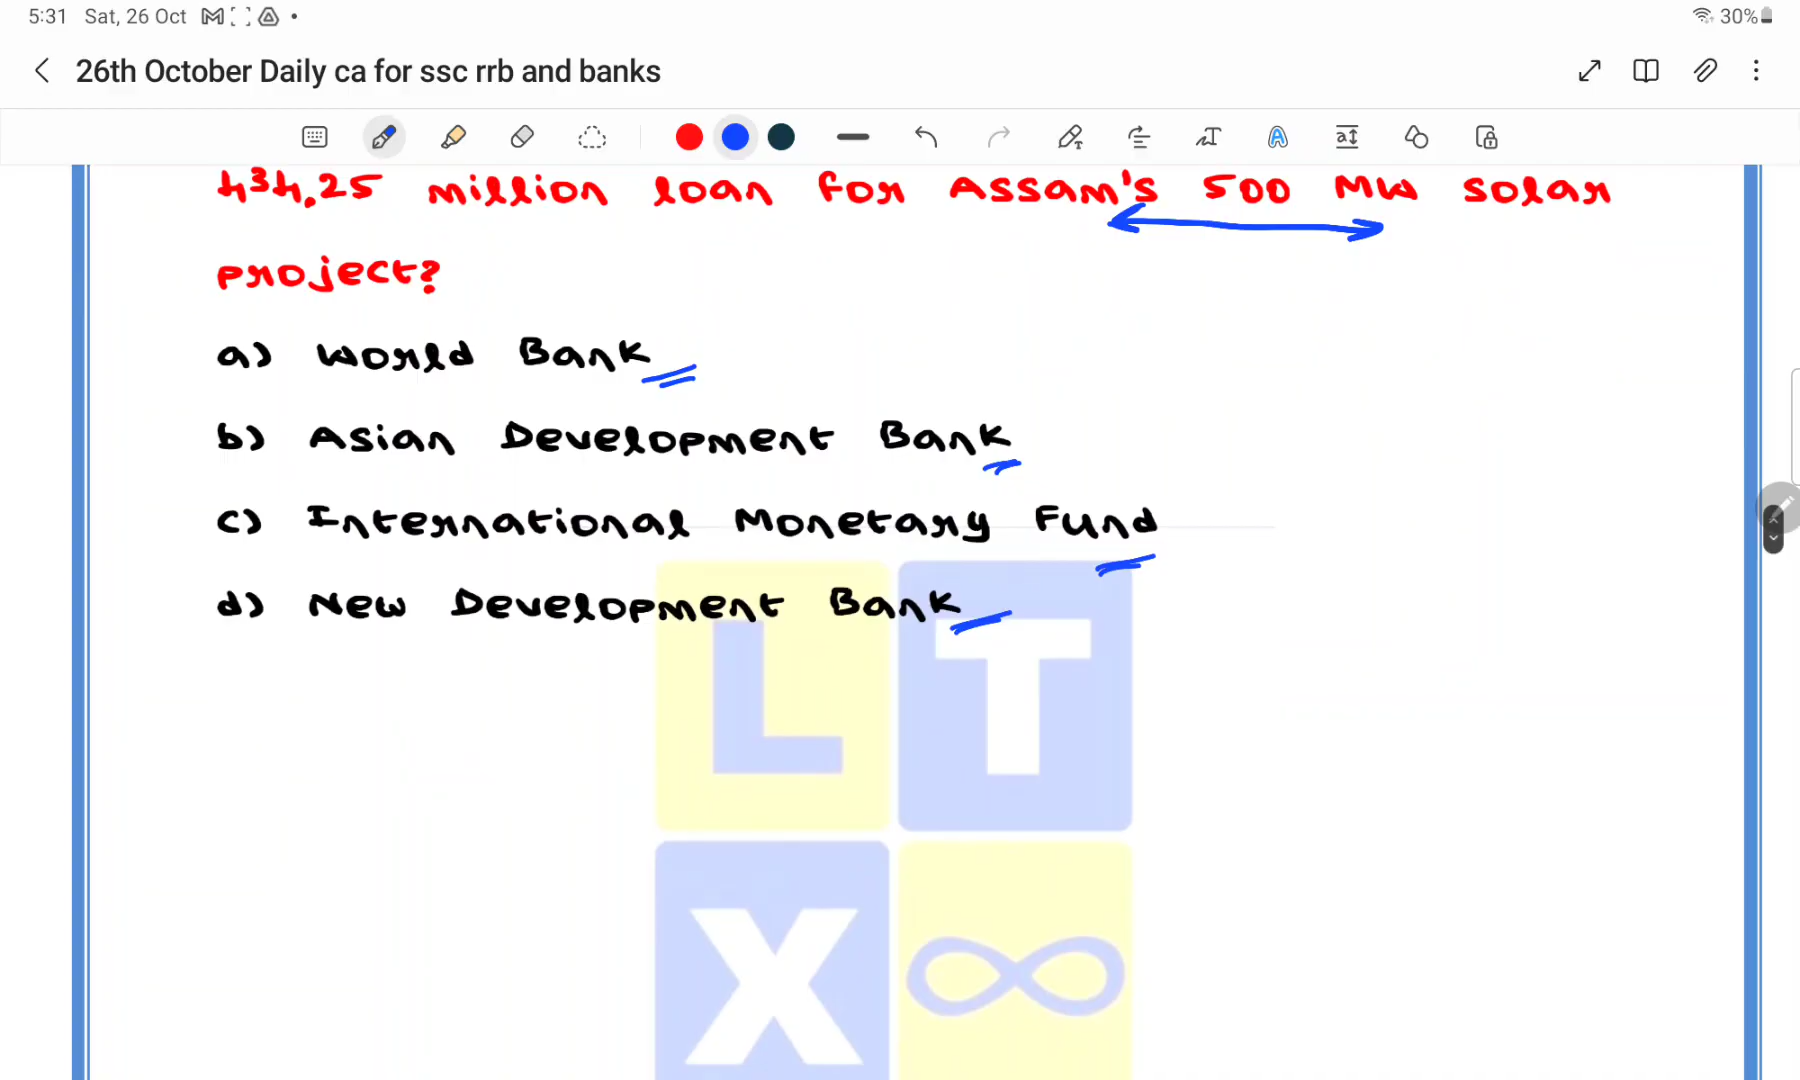 5:31 Sat, 26 Oct 30%
26th October Daily ca for ssc rrb and banks
434.25 million loan for Assam's 500 MW solar
project?
a) World Bank
b) Asian Development Bank
c) International Monetary Fund
d) New Development Bank
L T
X